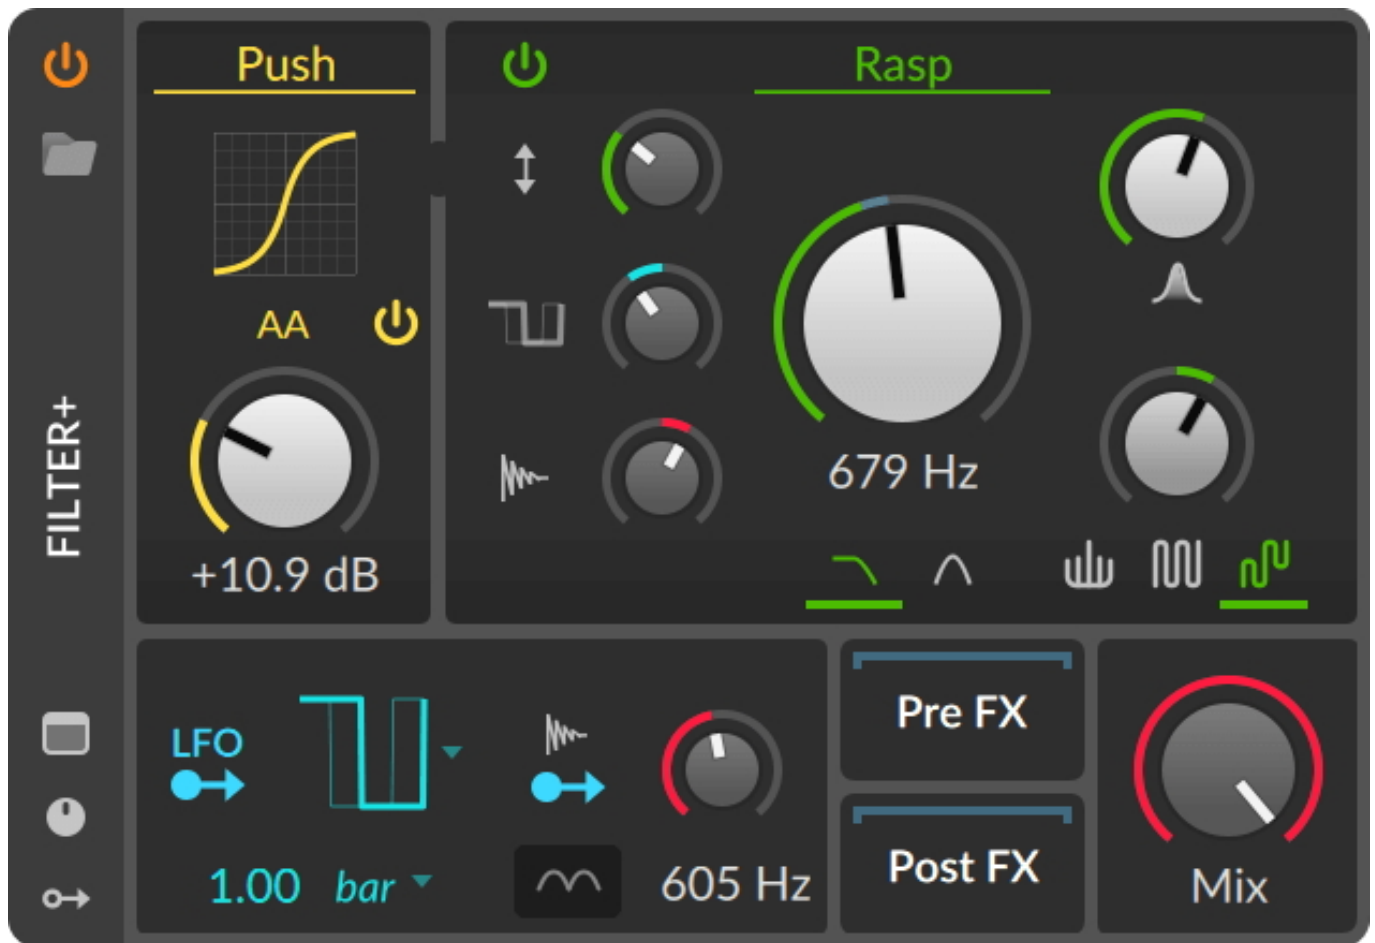 Push
Rasp
AA
FILTER+
679 Hz
+10.9 dB
LFO
Pre FX
Post FX
1.00 bar
605 Hz
Mix